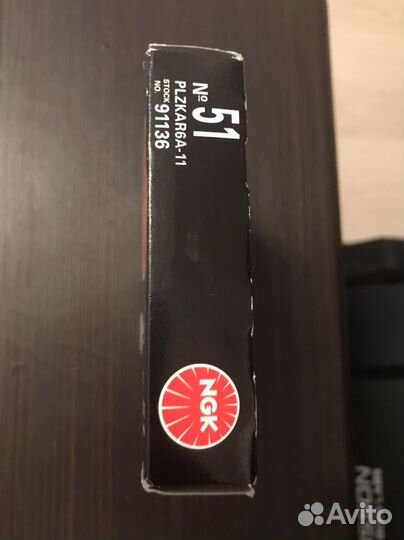 Nº 51
PLZKAR6A-11
STOCK NO. 91136
NGK
Avito